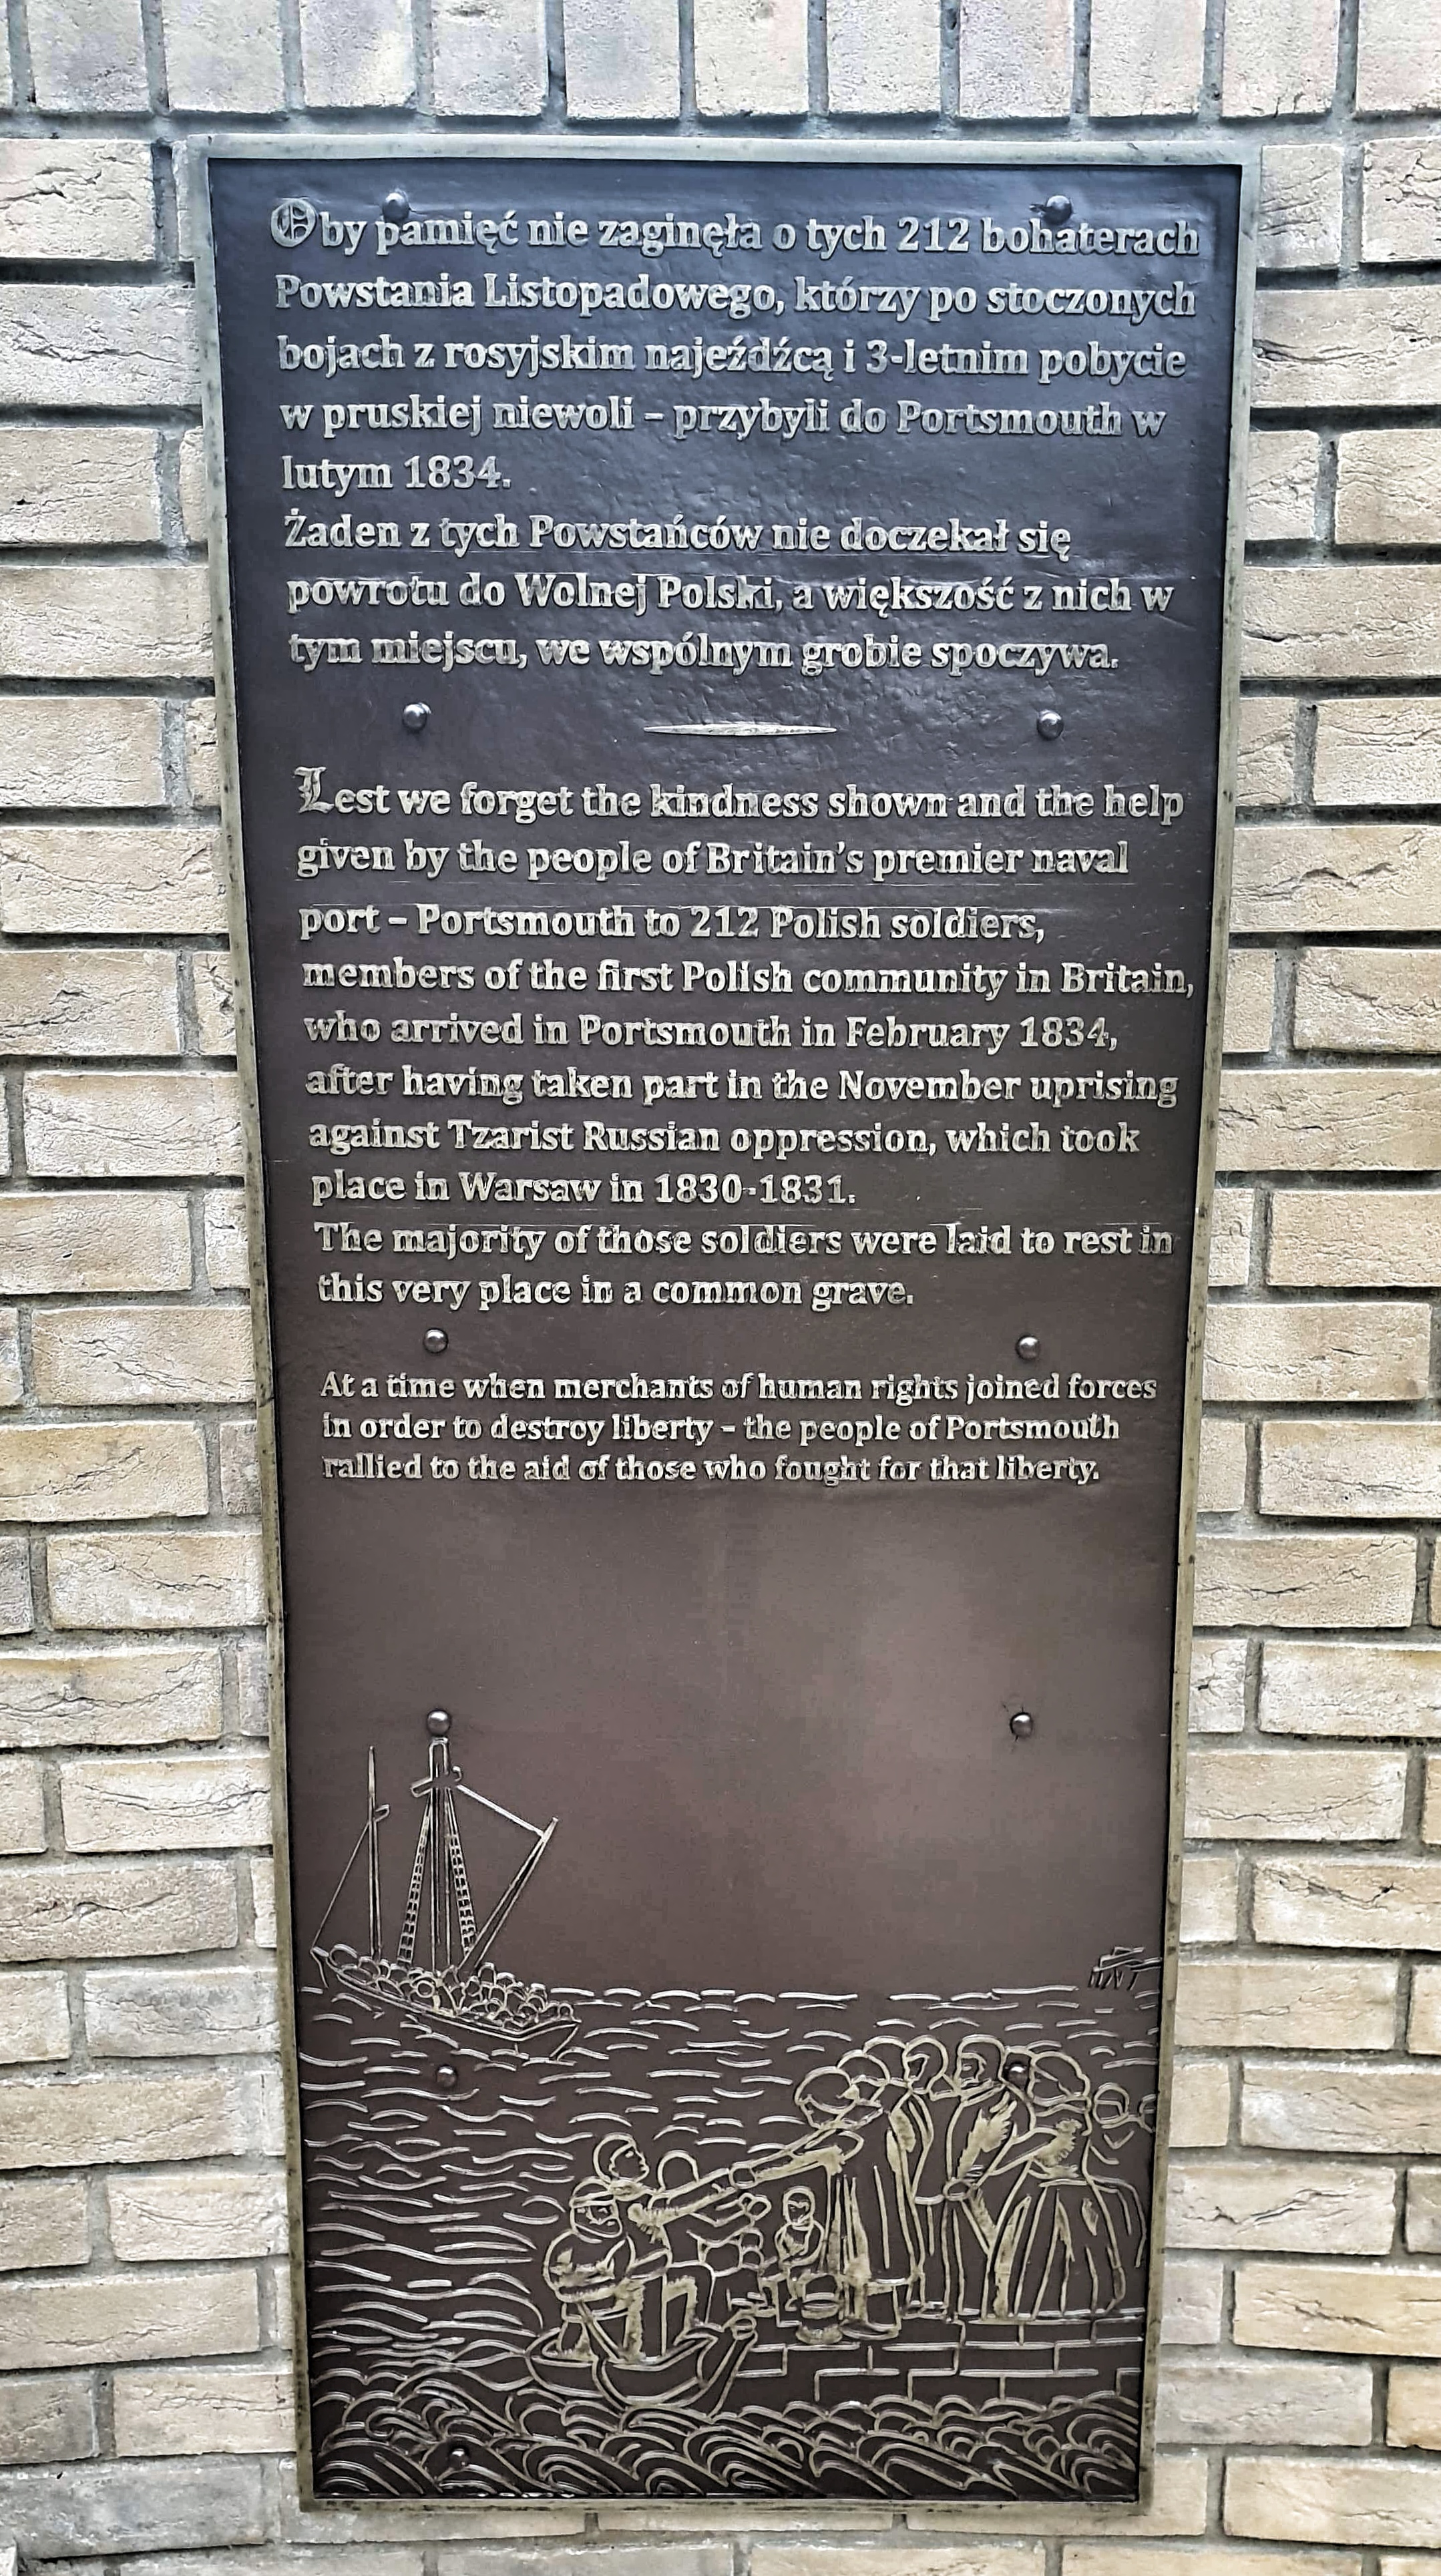 Oby pamięć nie zaginęła o tych 212 bohaterach
Powstania Listopadowego, którzy po stoczonych
bojach z rosyjskim najeźdźcą i 3-letnim pobycie
w pruskiej niewoli – przybyli do Portsmouth w
lutym 1834.
Żaden z tych Powstańców nie doczekał się
powrotu do Wolnej Polski, a większość z nich w
tym miejscu, we wspólnym grobie spoczywa.
Lest we forget the kindness shown and the help
given by the people of Britain's premier naval
port – Portsmouth to 212 Polish soldiers,
members of the first Polish community in Britain,
who arrived in Portsmouth in February 1834,
after having taken part in the November uprising
against Tzarist Russian oppression, which took
place in Warsaw in 1830-1831.
The majority of those soldiers were laid to rest in
this very place in a common grave.
At a time when merchants of human rights joined forces
in order to destroy liberty – the people of Portsmouth
rallied to the aid of those who fought for that liberty.